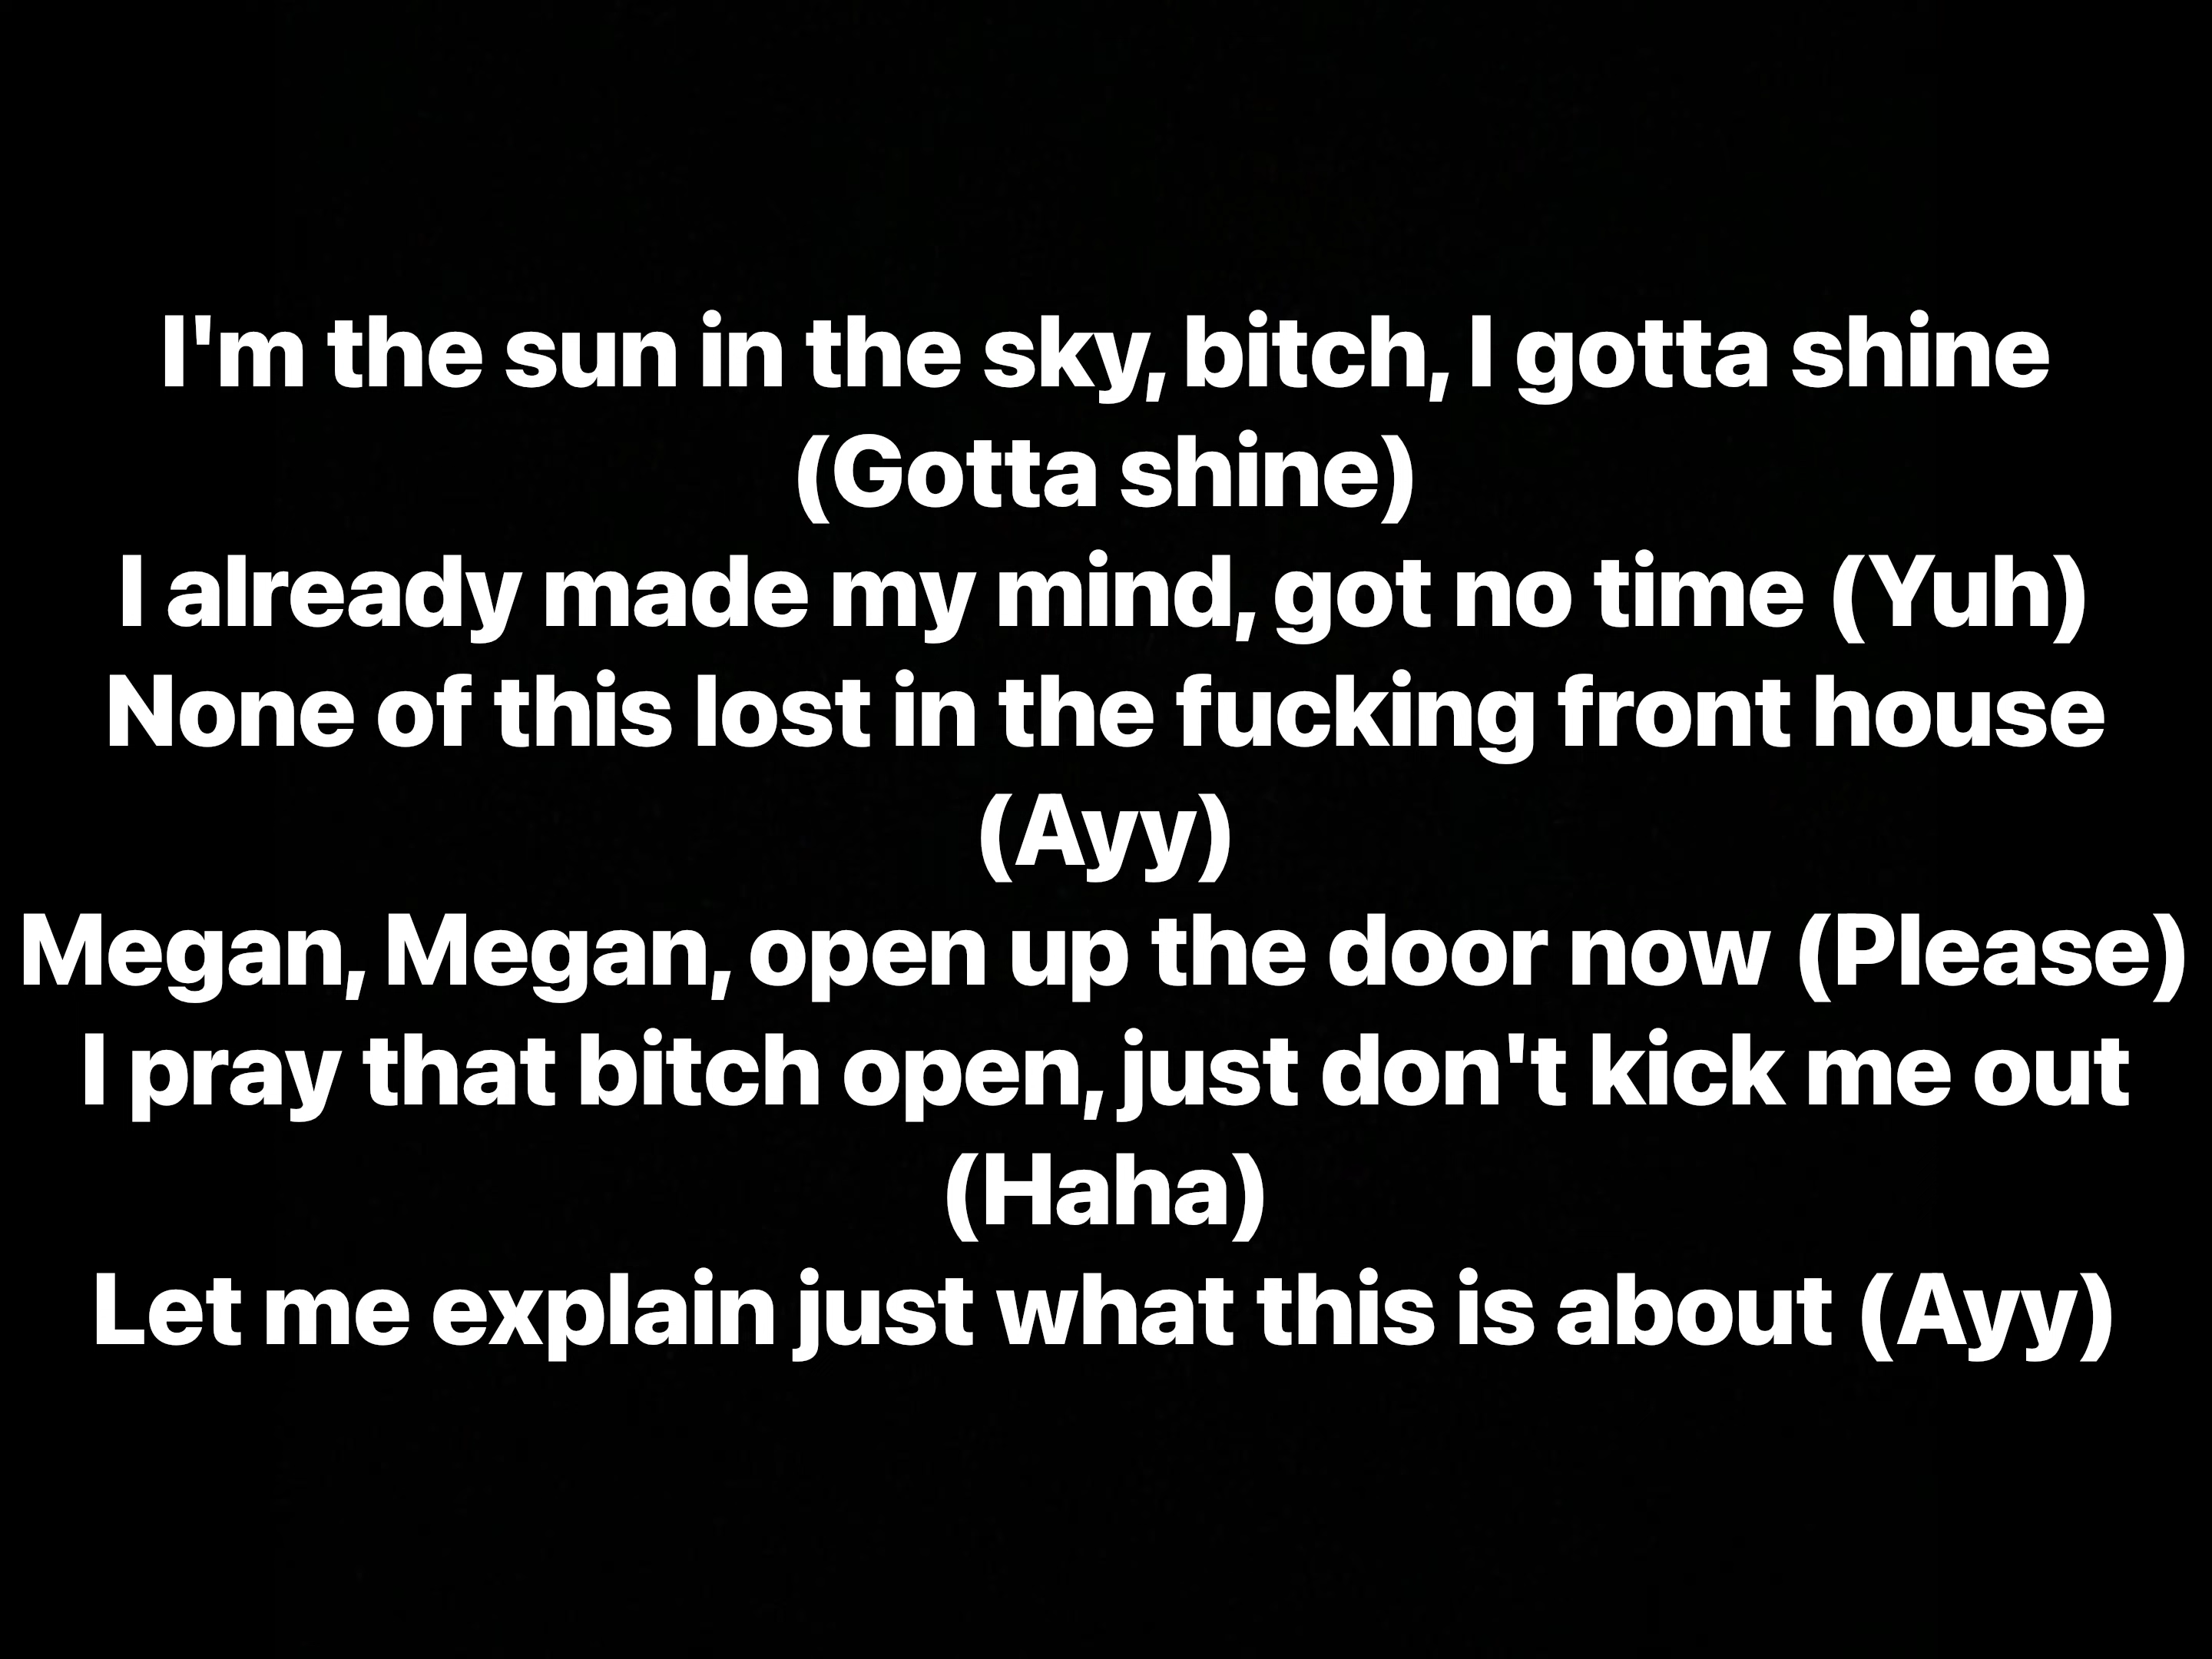 I'm the sun in the sky, bitch, I gotta shine
(Gotta shine)
I already made my mind, got no time (Yuh)
None of this lost in the fucking front house
(Ayy)
Megan, Megan, open up the door now (Please)
I pray that bitch open, just don't kick me out
(Haha)
Let me explain just what this is about (Ayy)